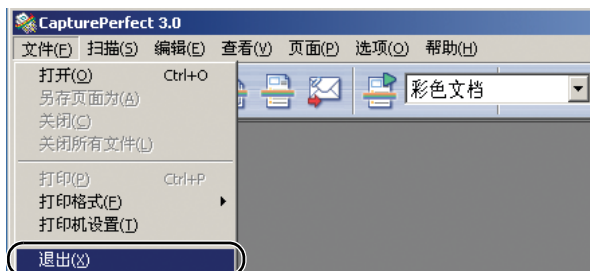 CapturePerfect 3.0
文件(F) 扫描(S) 编辑(E) 查看(V) 页面(P) 选项(O) 帮助(H)
打开(O) Ctrl+O
另存页面为(A)
关闭(C)
关闭所有文件(L)
彩色文档
打印(P) Ctrl+P
打印格式(F)
打印机设置(T)
退出(X)